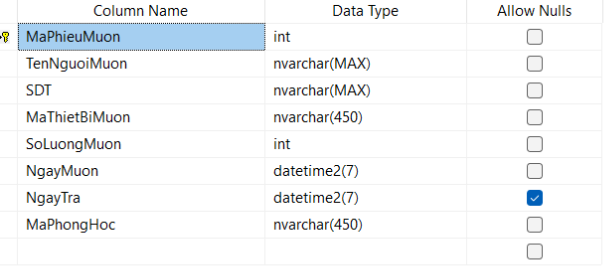 Column Name Data Type Allow Nulls
MaPhieuMuon int
TenNguoiMuon nvarchar(MAX)
SDT nvarchar(MAX)
MaThietBiMuon nvarchar(450)
SoLuongMuon int
NgayMuon datetime2(7)
NgayTra datetime2(7)
MaPhongHoc nvarchar(450)